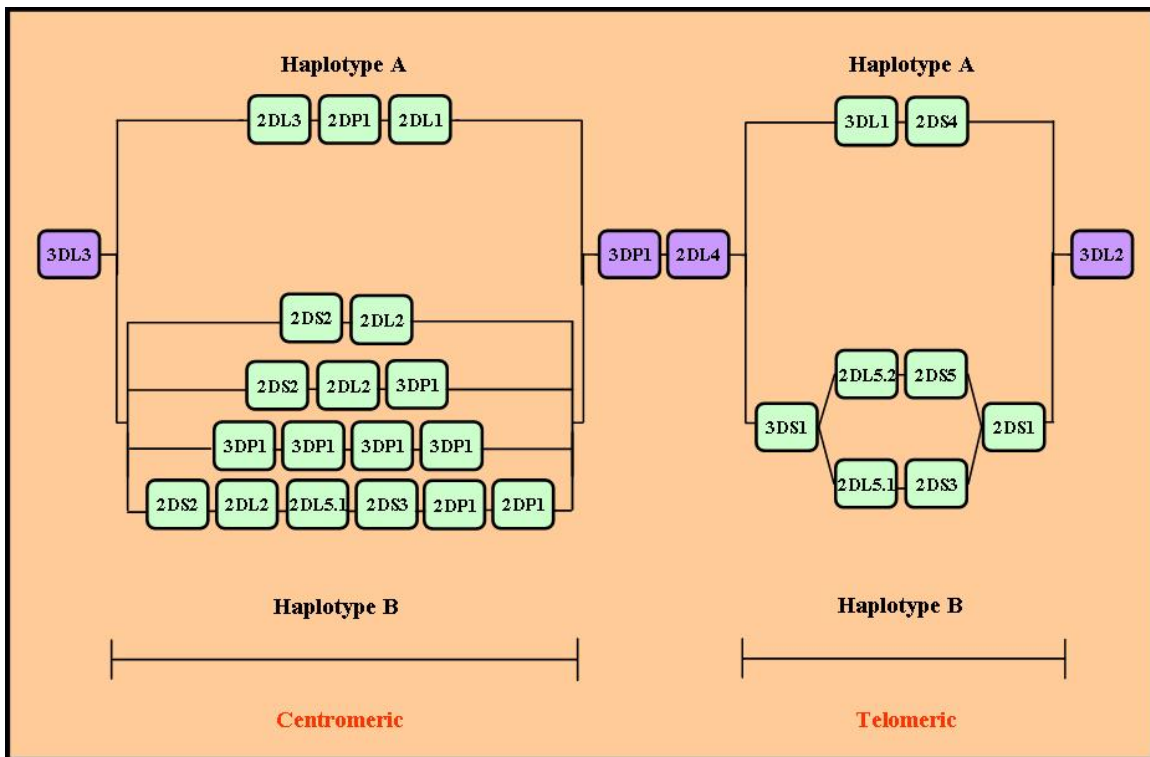 Haplotype A Haplotype A
2DL3 2DP1 2DL1 3DL1 2DS4
3DL3 3DP1 2DL4 3DL2
2DS2 2DL2
2DS2 2DL2 3DP1 2DL5.2 2DS5
3DS1 2DS1
3DP1 3DP1 3DP1 3DP1
2DL5.1 2DS3
2DS2 2DL2 2DL5.1 2DS3 2DP1 2DP1
Haplotype B Haplotype B
Centromeric Telomeric